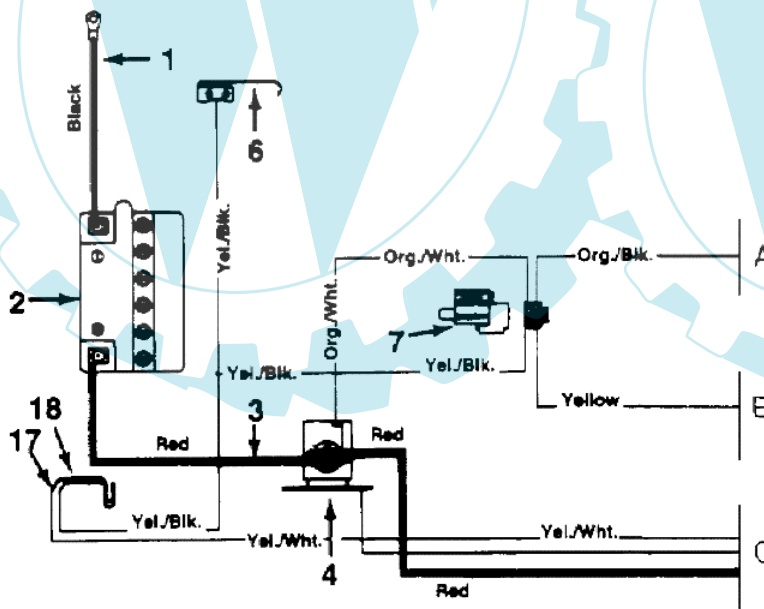 1
Black
6
Yel./Blk.
Org./Wht.
Org./Blk.
A
2
Org./Wht.
7
Yel./Blk.
Yel./Blk.
Yellow
18
3
17
Red
Red
Yel./Blk.
Yel./Wht.
Yel./Wht.
4
Red